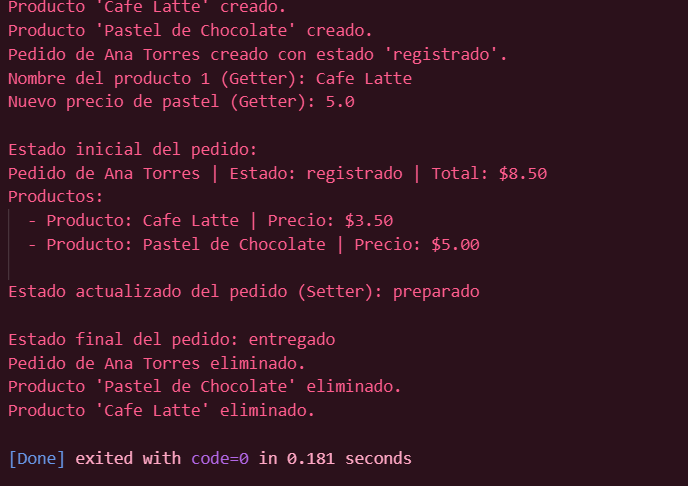 Producto 'Cafe Latte' creado.
Producto 'Pastel de Chocolate' creado.
Pedido de Ana Torres creado con estado 'registrado'.
Nombre del producto 1 (Getter): Cafe Latte
Nuevo precio de pastel (Getter): 5.0
Estado inicial del pedido:
Pedido de Ana Torres | Estado: registrado | Total: $8.50
Productos:
- Producto: Cafe Latte | Precio: $3.50
- Producto: Pastel de Chocolate | Precio: $5.00
Estado actualizado del pedido (Setter): preparado
Estado final del pedido: entregado
Pedido de Ana Torres eliminado.
Producto 'Pastel de Chocolate' eliminado.
Producto 'Cafe Latte' eliminado.
[Done] exited with code=0 in 0.181 seconds